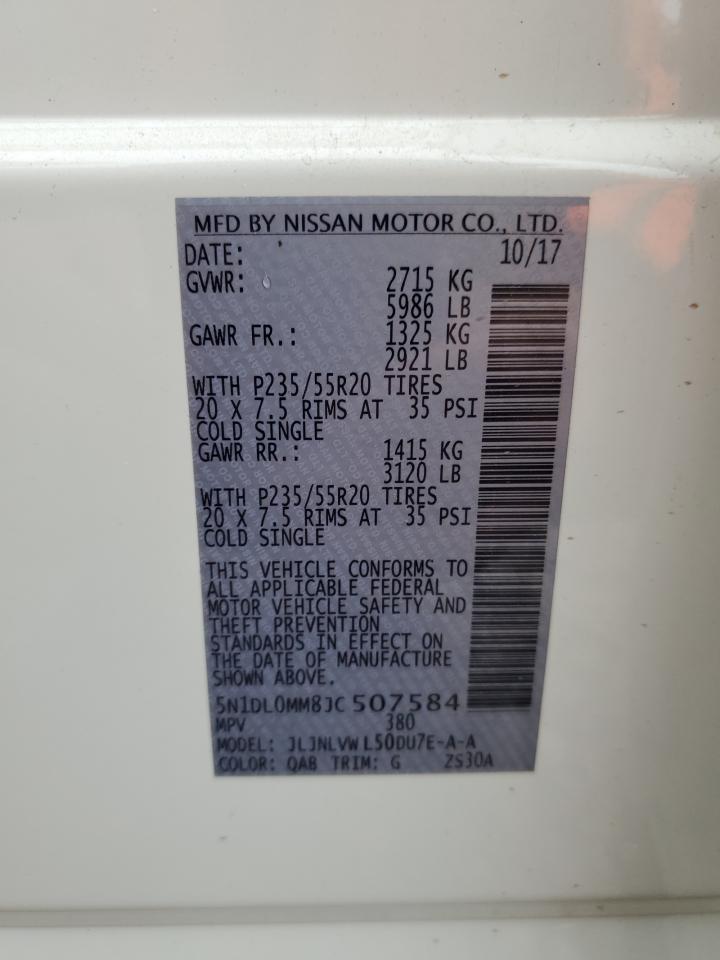 MFD BY NISSAN MOTOR CO., LTD.
DATE: 10/17
GVWR: 2715 KG
5986 LB
GAWR FR.: 1325 KG
2921 LB
WITH P235/55R20 TIRES
20 X 7.5 RIMS AT 35 PSI
COLD SINGLE
GAWR RR.: 1415 KG
3120 LB
WITH P235/55R20 TIRES
20 X 7.5 RIMS AT 35 PSI
COLD SINGLE
THIS VEHICLE CONFORMS TO
ALL APPLICABLE FEDERAL
MOTOR VEHICLE SAFETY AND
THEFT PREVENTION
STANDARDS IN EFFECT ON
THE DATE OF MANUFACTURE
SHOWN ABOVE.
5N1DL0MM8JC507584
MPV 380
MODEL: JLJNLVWL50DU7E-A-A
COLOR: QAB TRIM: G ZS30A